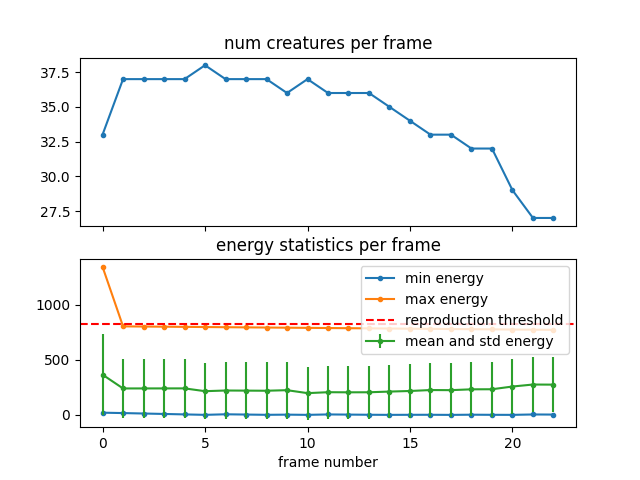 num creatures per frame
37.5
35.0
32.5
30.0
27.5
energy statistics per frame
1000
500
0
min energy
max energy
reproduction threshold
mean and std energy
0 5 10 15 20
frame number